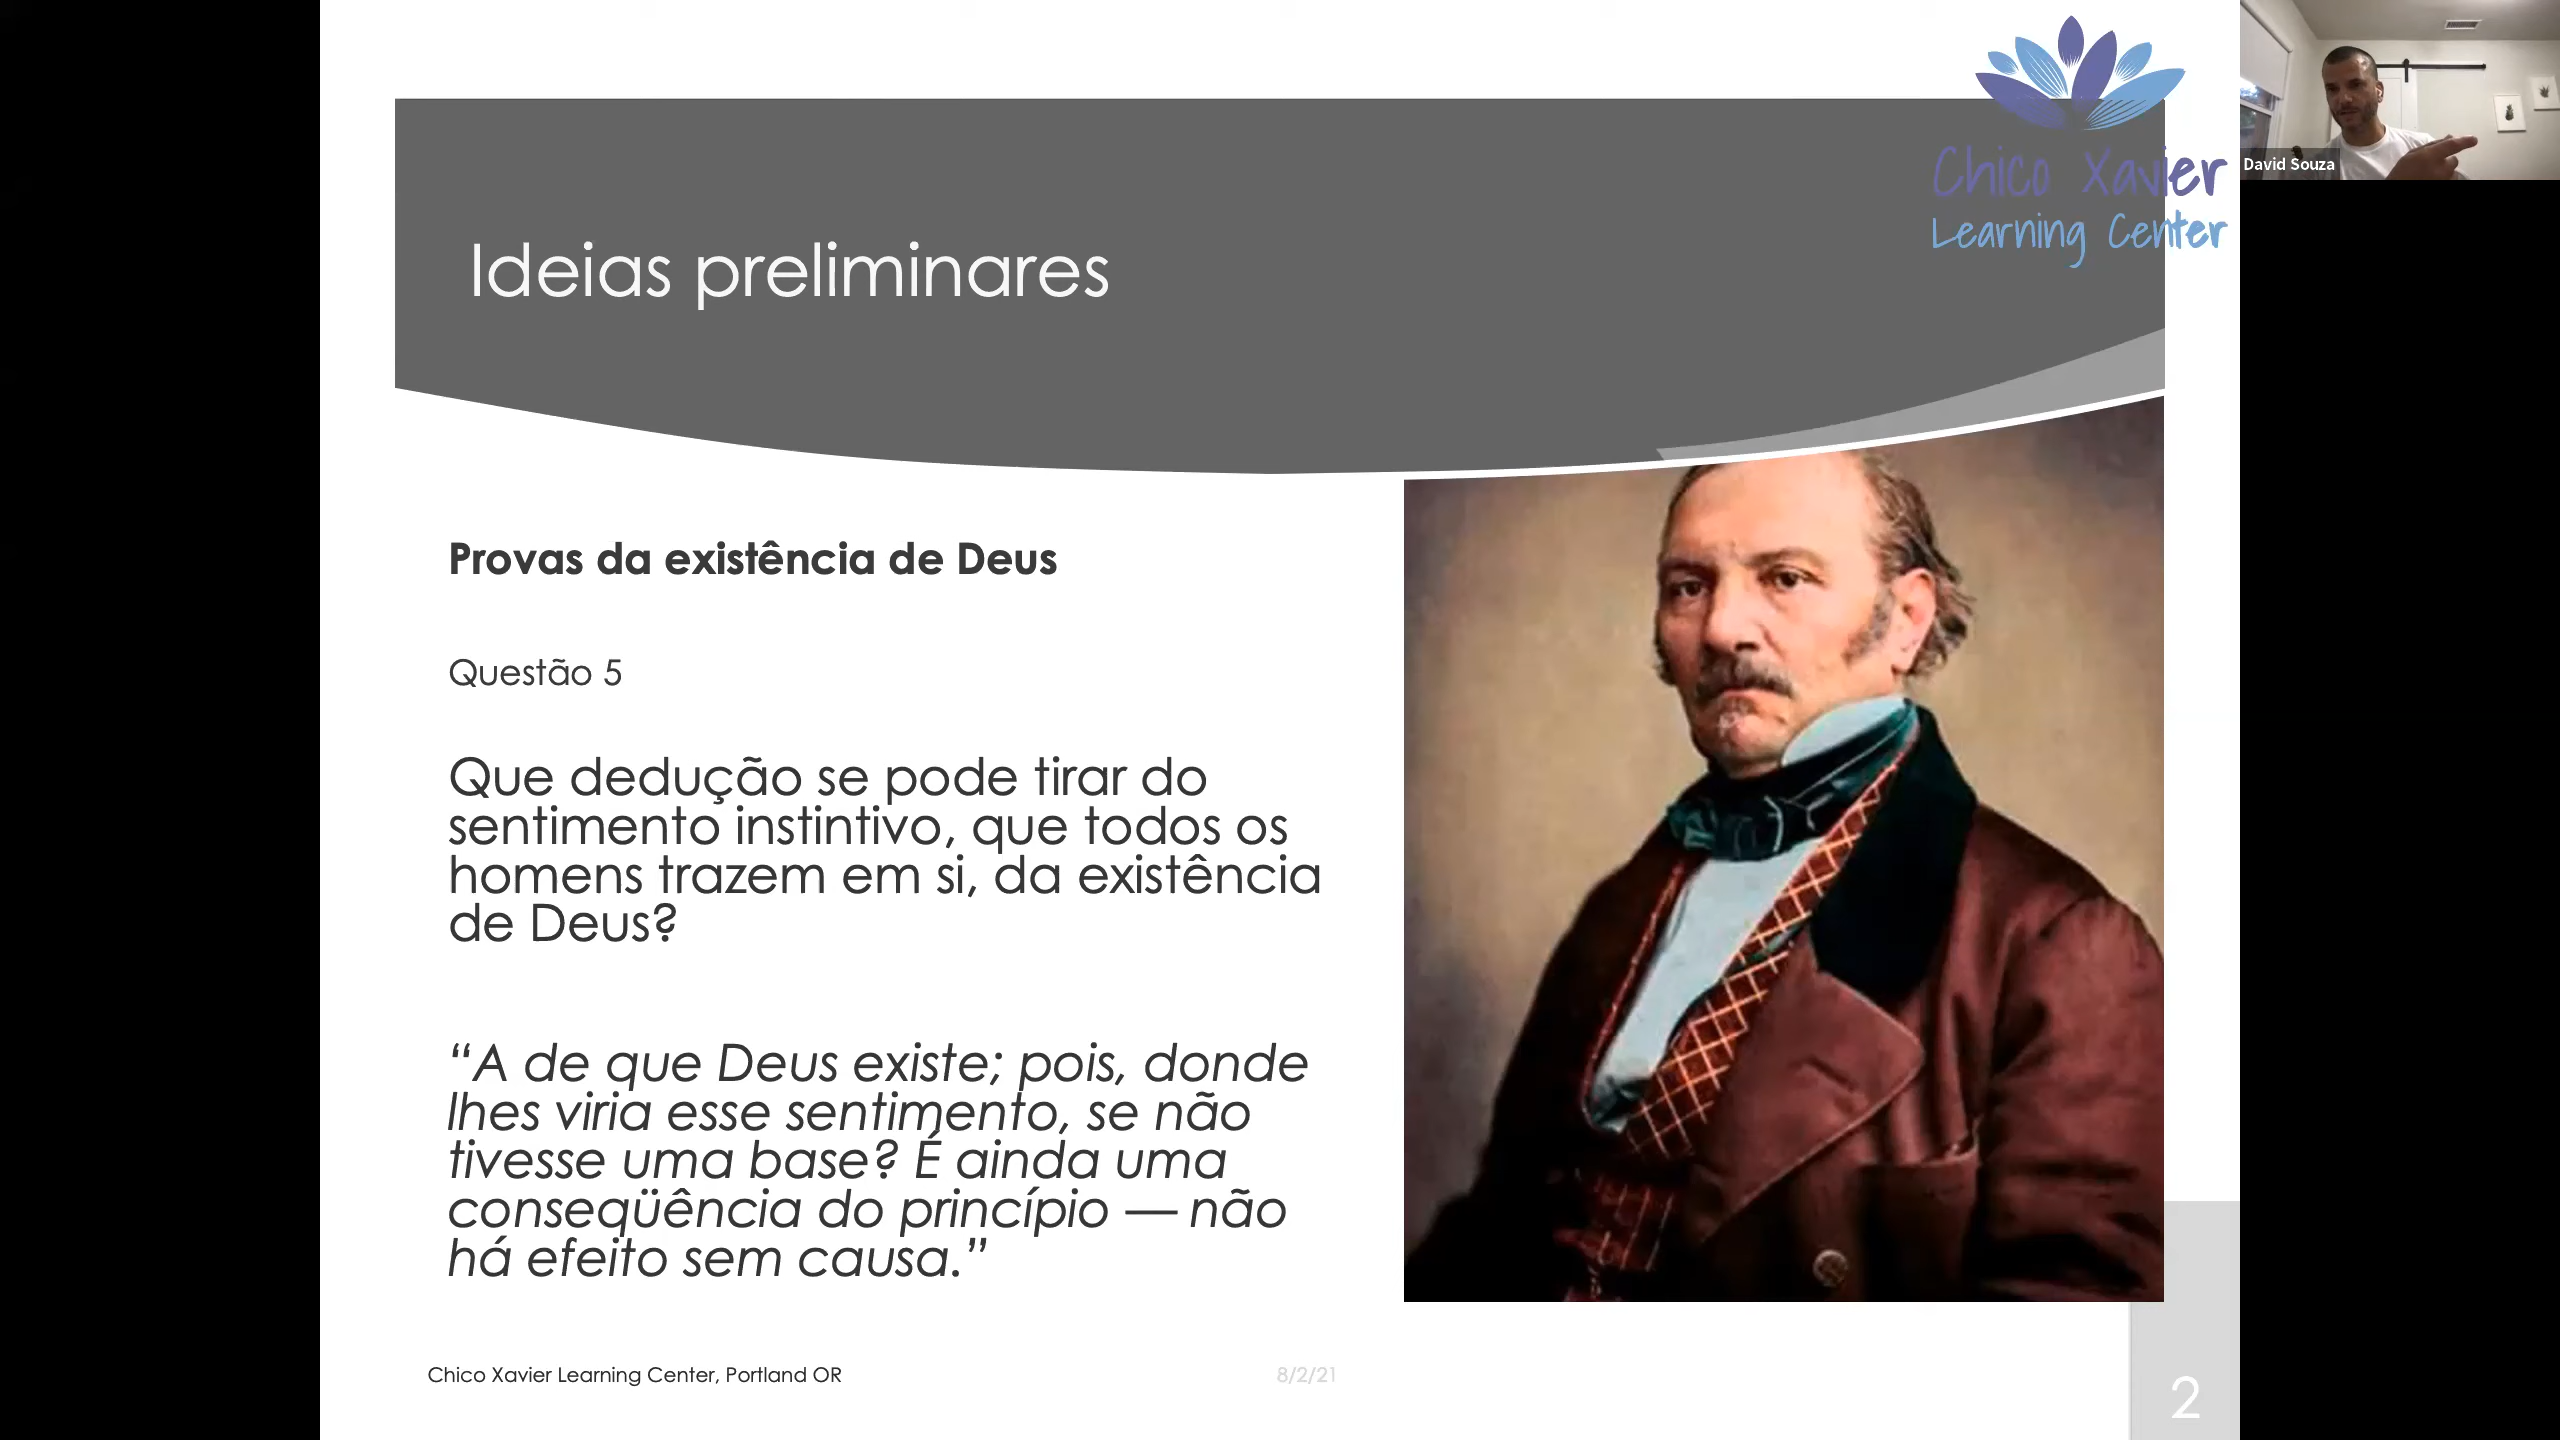 Chico Xavier
Learning Center
David Souza
Ideias preliminares
Provas da existência de Deus
Questão 5
Que dedução se pode tirar do
sentimento instintivo, que todos os
homens trazem em si, da existência
de Deus?
“A de que Deus existe; pois, donde
lhes viria esse sentimento, se não
tivesse uma base? É ainda uma
conseqüência do princípio — não
há efeito sem causa.”
Chico Xavier Learning Center, Portland OR
8/2/21
2